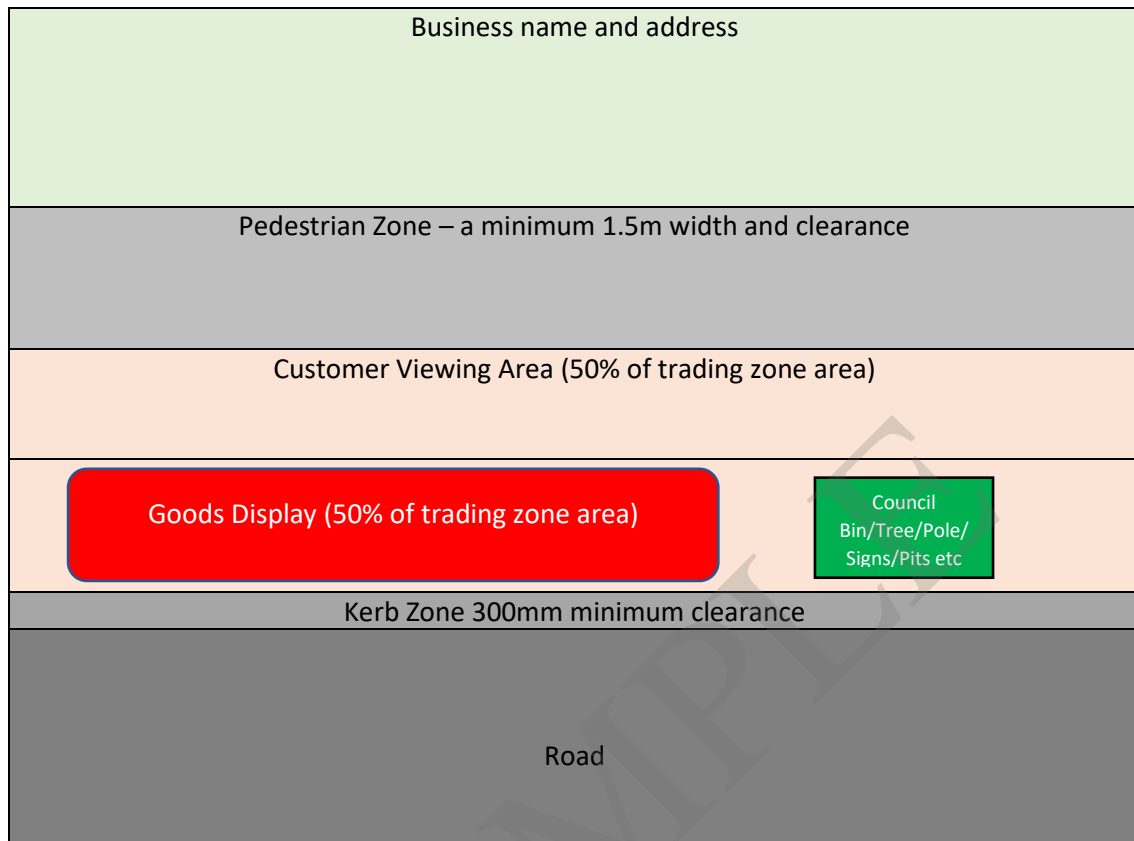 Business name and address
Pedestrian Zone – a minimum 1.5m width and clearance
Customer Viewing Area (50% of trading zone area)
Goods Display (50% of trading zone area)
Council
Bin/Tree/Pole/
Signs/Pits etc
Kerb Zone 300mm minimum clearance
Road
MPLE